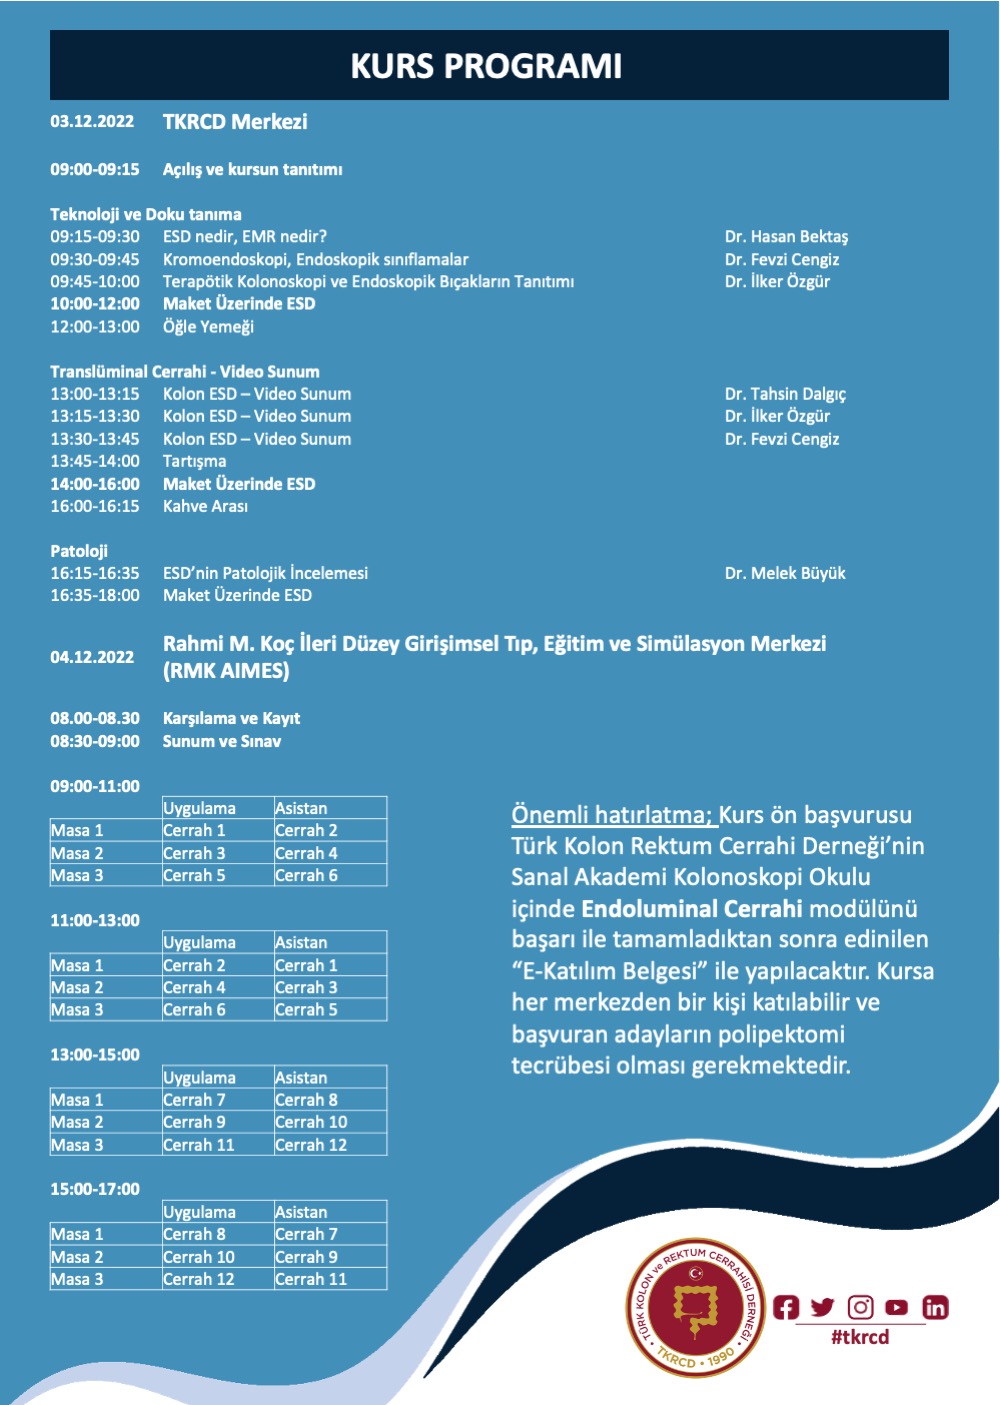 KURS PROGRAMI
03.12.2022 TKRCD Merkezi
09:00-09:15 Açılış ve kursun tanıtımı
Teknoloji ve Doku tanıma
09:15-09:30 ESD nedir, EMR nedir? Dr. Hasan Bektaş
09:30-09:45 Kromoendoskopi, Endoskopik sınıflamalar Dr. Fevzi Cengiz
09:45-10:00 Terapötik Kolonoskopi ve Endoskopik Bıçakların Tanıtımı Dr. İlker Özgür
10:00-12:00 Maket Üzerinde ESD
12:00-13:00 Öğle Yemeği
Translüminal Cerrahi - Video Sunum
13:00-13:15 Kolon ESD – Video Sunum Dr. Tahsin Dalgıç
13:15-13:30 Kolon ESD – Video Sunum Dr. İlker Özgür
13:30-13:45 Kolon ESD – Video Sunum Dr. Fevzi Cengiz
13:45-14:00 Tartışma
14:00-16:00 Maket Üzerinde ESD
16:00-16:15 Kahve Arası
Patoloji
16:15-16:35 ESD’nin Patolojik İncelemesi Dr. Melek Büyük
16:35-18:00 Maket Üzerinde ESD
04.12.2022 Rahmi M. Koç İleri Düzey Girişimsel Tıp, Eğitim ve Simülasyon Merkezi
(RMK AIMES)
08.00-08.30 Karşılama ve Kayıt
08:30-09:00 Sunum ve Sınav
09:00-11:00
Uygulama Asistan
Masa 1 Cerrah 1 Cerrah 2
Masa 2 Cerrah 3 Cerrah 4
Masa 3 Cerrah 5 Cerrah 6
11:00-13:00
Uygulama Asistan
Masa 1 Cerrah 2 Cerrah 1
Masa 2 Cerrah 4 Cerrah 3
Masa 3 Cerrah 6 Cerrah 5
13:00-15:00
Uygulama Asistan
Masa 1 Cerrah 7 Cerrah 8
Masa 2 Cerrah 9 Cerrah 10
Masa 3 Cerrah 11 Cerrah 12
15:00-17:00
Uygulama Asistan
Masa 1 Cerrah 8 Cerrah 7
Masa 2 Cerrah 10 Cerrah 9
Masa 3 Cerrah 12 Cerrah 11
Önemli hatırlatma; Kurs ön başvurusu
Türk Kolon Rektum Cerrahi Derneği’nin
Sanal Akademi Kolonoskopi Okulu
içinde Endoluminal Cerrahi modülünü
başarı ile tamamladıktan sonra edinilen
“E-Katılım Belgesi” ile yapılacaktır. Kursa
her merkezden bir kişi katılabilir ve
başvuran adayların polipektomi
tecrübesi olması gerekmektedir.
TÜRK KOLON ve REKTUM CERRAHİSİ DERNEĞİ
TKRCD • 1990
#tkrcd